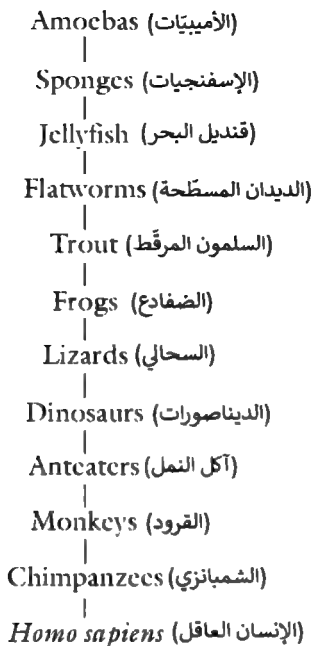 Amoebas (الأميبيّات)
Sponges (الإسفنجيات)
Jellyfish (قنديل البحر)
Flatworms (الديدان المسطّحة)
Trout (السلمون المرقَّط)
Frogs (الضفادع)
Lizards (السحالي)
Dinosaurs (الديناصورات)
Anteaters (آكل النمل)
Monkeys (القرود)
Chimpanzees (الشمبانزي)
Homo sapiens (الإنسان العاقل)